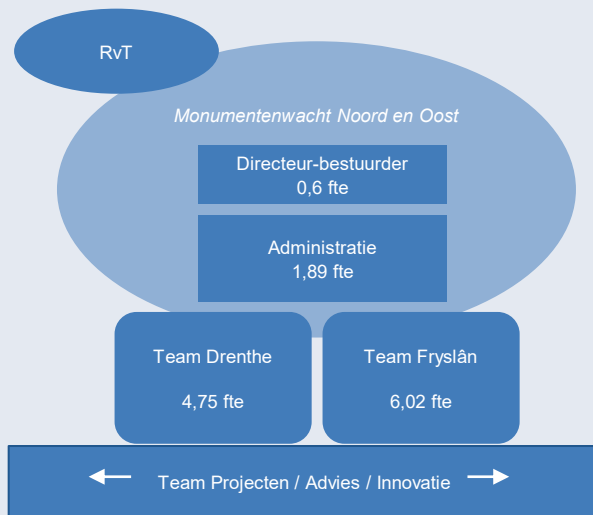 RvT
Monumentenwacht Noord en Oost
Directeur-bestuurder
0,6 fte
Administratie
1,89 fte
Team Drenthe
4,75 fte
Team Fryslân
6,02 fte
Team Projecten / Advies / Innovatie